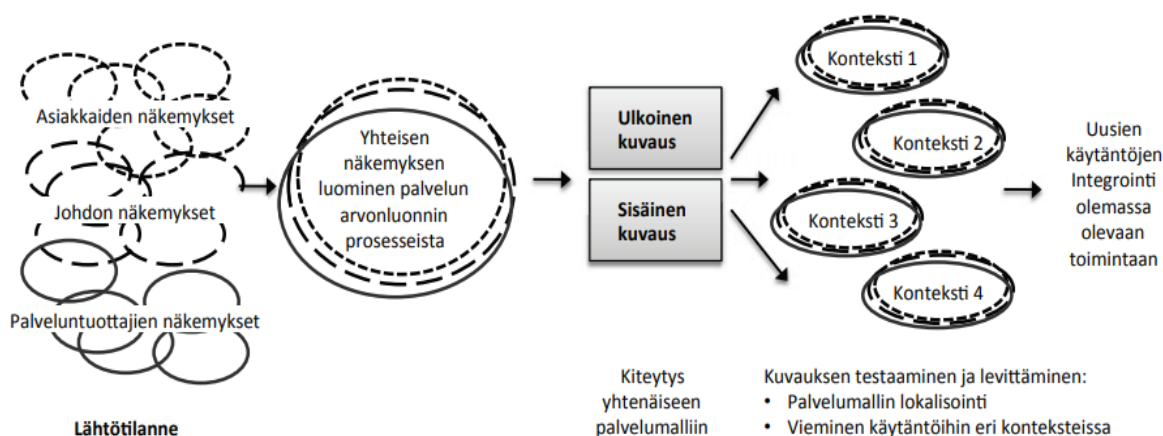 Asiakkaiden näkemykset
Johdon näkemykset
Palveluntuottajien näkemykset
Lähtötilanne
Yhteisen
näkemyksen
luominen palvelun
arvonluonnin
prosesseista
Ulkoinen
kuvaus
Sisäinen
kuvaus
Kiteytys
yhtenäiseen
palvelumalliin
Konteksti 1
Konteksti 2
Konteksti 3
Konteksti 4
Kuvauksen testaaminen ja levittäminen:
• Palvelumallin lokalisointi
• Vieminen käytäntöihin eri konteksteissa
Uusien
käytäntöjen
Integrointi
olemassa
olevaan
toimintaan